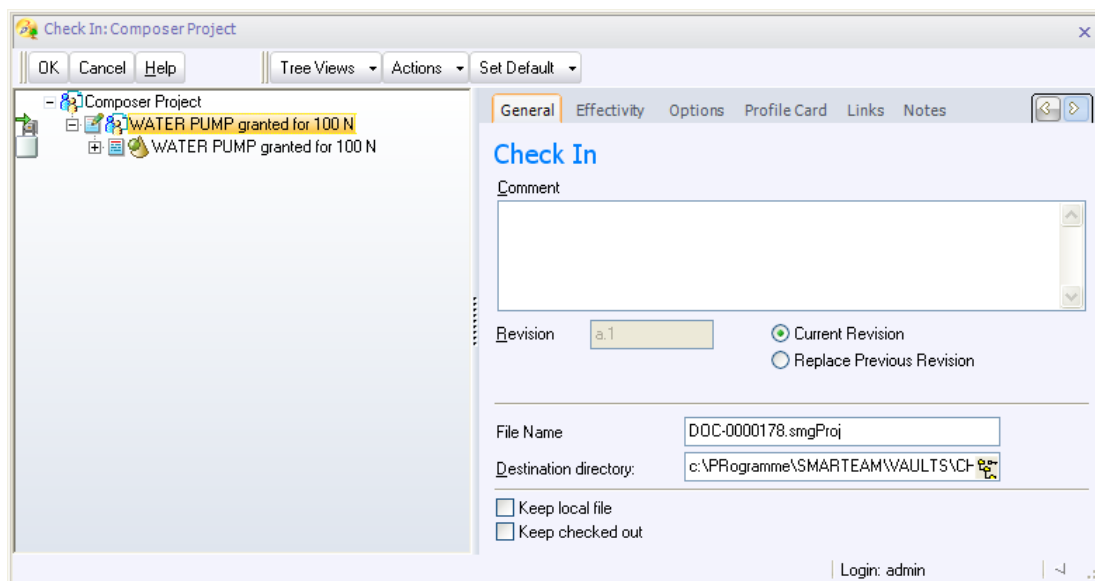 Check In: Composer Project
OK Cancel Help Tree Views Actions Set Default
Composer Project
WATER PUMP granted for 100 N
WATER PUMP granted for 100 N
General Effectivity Options Profile Card Links Notes
Check In
Comment
Revision a.1 Current Revision
Replace Previous Revision
File Name DOC-0000178.smgProj
Destination directory: c:\PRogramme\SMARTEAM\VAULTS\CH
Keep local file
Keep checked out
Login: admin